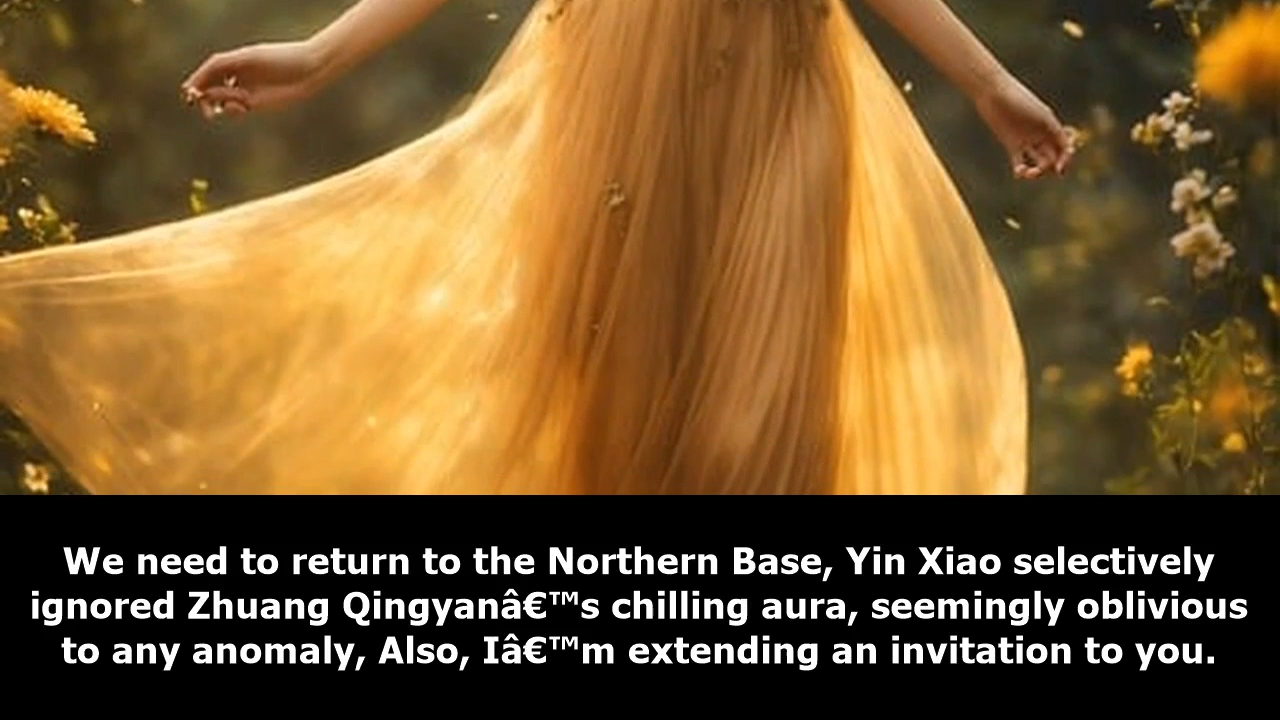 We need to return to the Northern Base, Yin Xiao selectively
ignored Zhuang Qingyanâ€™s chilling aura, seemingly oblivious
to any anomaly, Also, Iâ€™m extending an invitation to you.